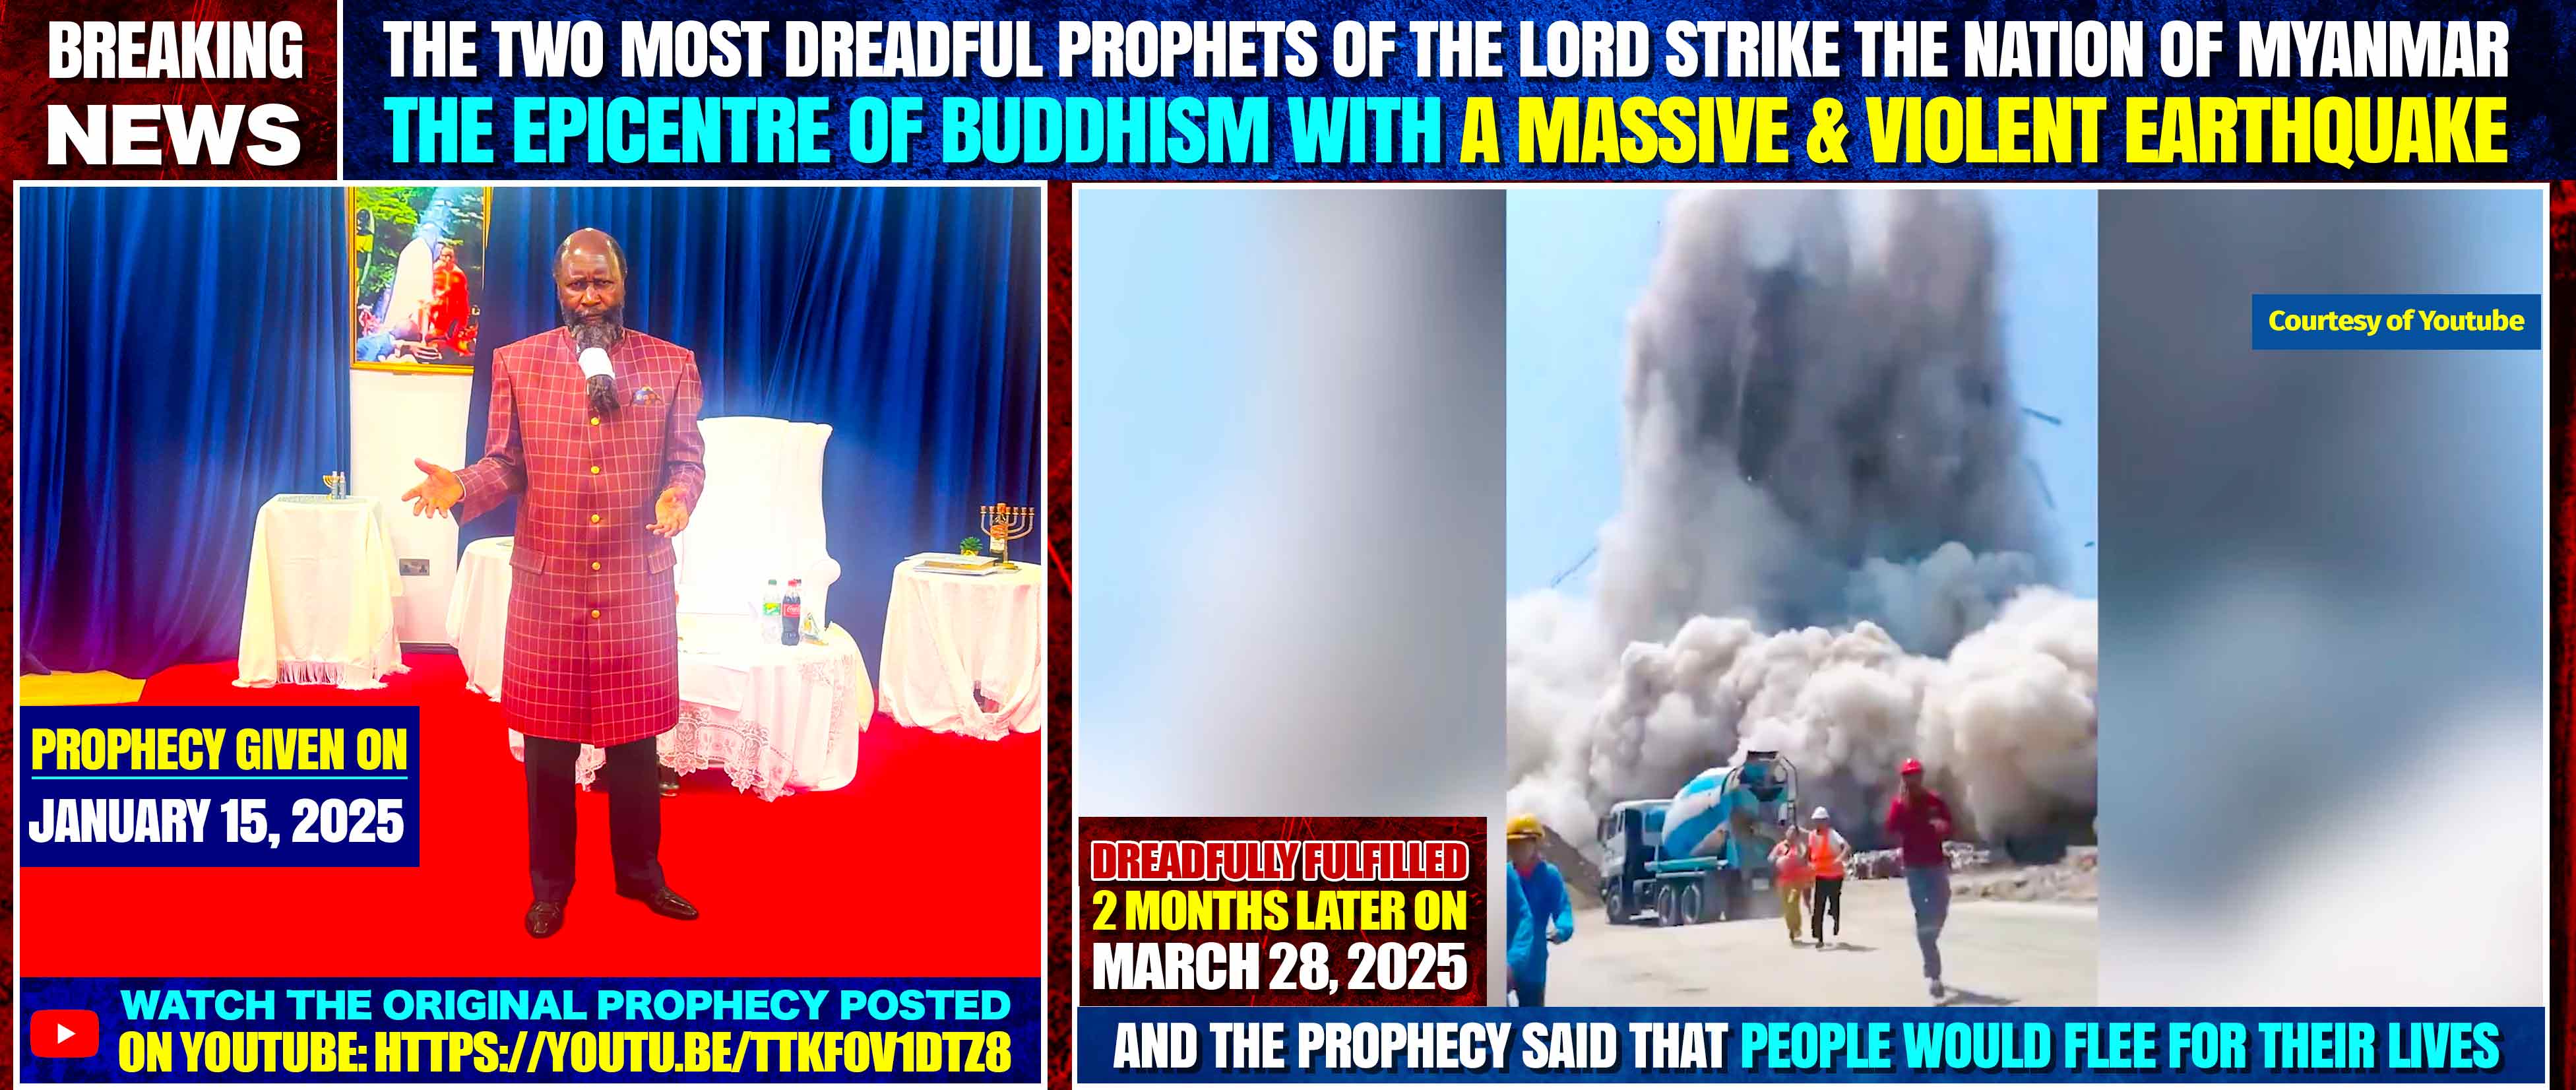 BREAKING
NEWS
THE TWO MOST DREADFUL PROPHETS OF THE LORD STRIKE THE NATION OF MYANMAR
THE EPICENTRE OF BUDDHISM WITH A MASSIVE & VIOLENT EARTHQUAKE
Courtesy of Youtube
PROPHECY GIVEN ON
JANUARY 15, 2025
WATCH THE ORIGINAL PROPHECY POSTED
ON YOUTUBE: HTTPS://YOUTU.BE/TTKFOV1DTZ8
DREADFULLY FULFILLED
2 MONTHS LATER ON
MARCH 28, 2025
AND THE PROPHECY SAID THAT PEOPLE WOULD FLEE FOR THEIR LIVES